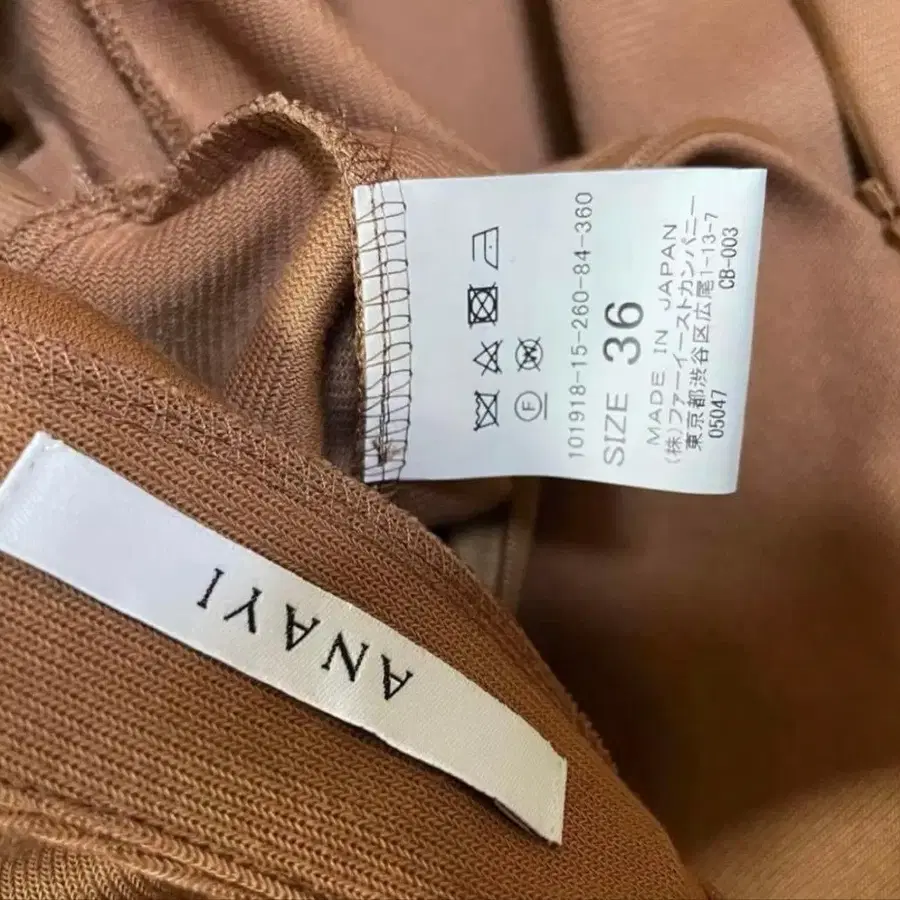 101918-15-260-84-360
SIZE 36
MADE IN JAPAN
(株)ファーイーストカンパニー
東京都渋谷区広尾1-13-7
05047 CB-003
F
W
ANAYI